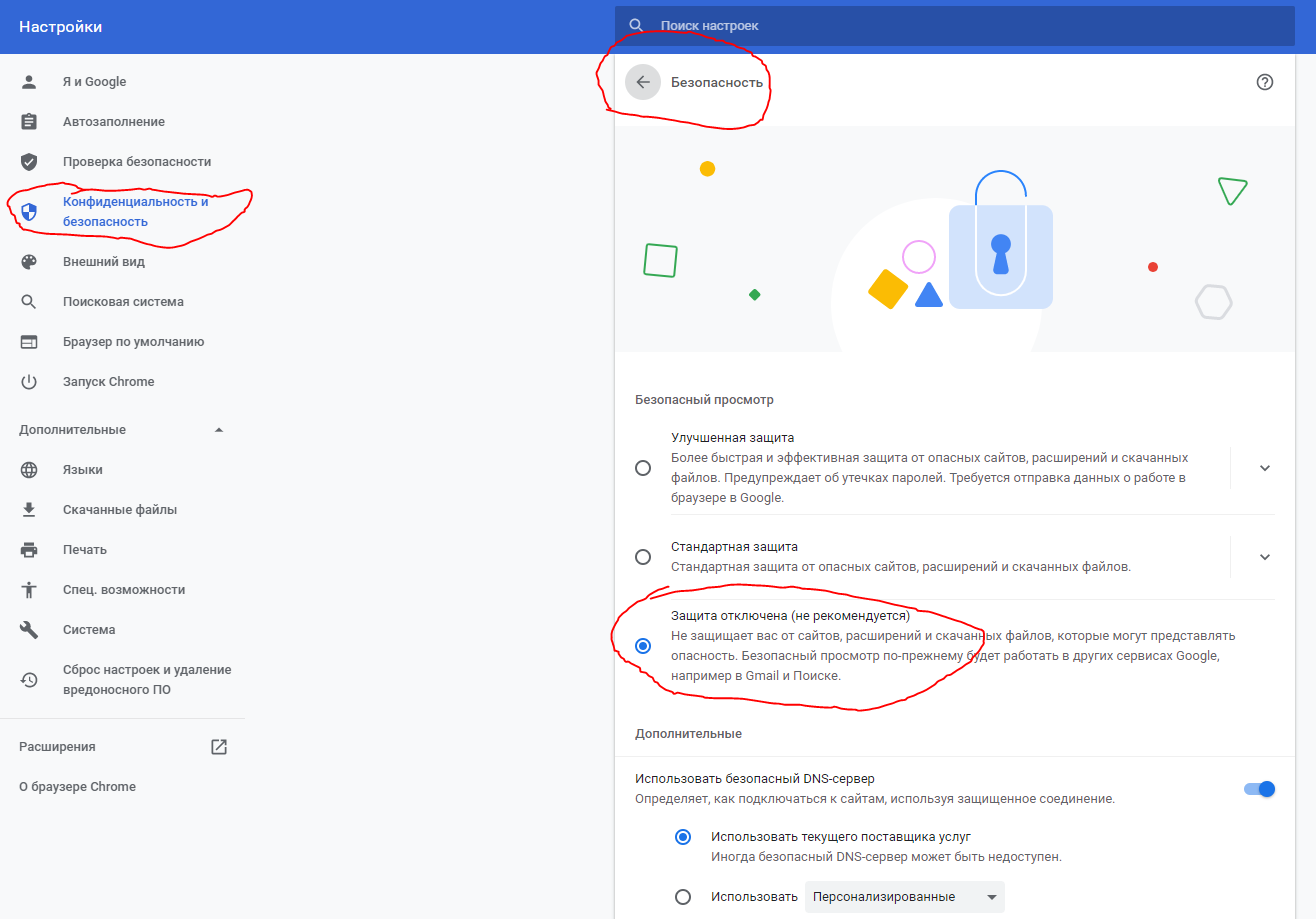 Настройки
Поиск настроек
Я и Google
Автозаполнение
Проверка безопасности
Конфиденциальность и
безопасность
Внешний вид
Поисковая система
Браузер по умолчанию
Запуск Chrome
Дополнительные
Языки
Скачанные файлы
Печать
Спец. возможности
Система
Сброс настроек и удаление
вредоносного ПО
Расширения
О браузере Chrome
Безопасность
Безопасный просмотр
Улучшенная защита
Более быстрая и эффективная защита от опасных сайтов, расширений и скачанных
файлов. Предупреждает об утечках паролей. Требуется отправка данных о работе в
браузере в Google.
Стандартная защита
Стандартная защита от опасных сайтов, расширений и скачанных файлов.
Защита отключена (не рекомендуется)
Не защищает вас от сайтов, расширений и скачанных файлов, которые могут представлять
опасность. Безопасный просмотр по-прежнему будет работать в других сервисах Google,
например в Gmail и Поиске.
Дополнительные
Использовать безопасный DNS-сервер
Определяет, как подключаться к сайтам, используя защищенное соединение.
Использовать текущего поставщика услуг
Иногда безопасный DNS-сервер может быть недоступен.
Использовать Персонализированные